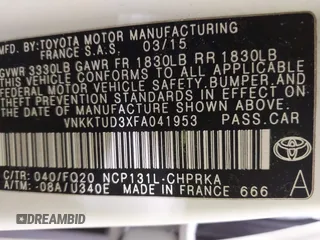 MFD. BY:TOYOTA MOTOR MANUFACTURING
FRANCE S.A.S. 03/15
GVWR 3330LB GAWR FR 1830LB RR 1830LB
THIS VEHICLE CONFORMS TO ALL APPLICABLE
FEDERAL MOTOR VEHICLE SAFETY, BUMPER, AND
THEFT PREVENTION STANDARDS IN EFFECT ON THE
DATE OF MANUFACTURE SHOWN ABOVE.
VNKKTUD3XFA041953 PASS.CAR
C/TR: 040/FQ20 NCP131L-CHPRKA
A/TM: -08A/U340E MADE IN FRANCE 666
A
TOYOTA